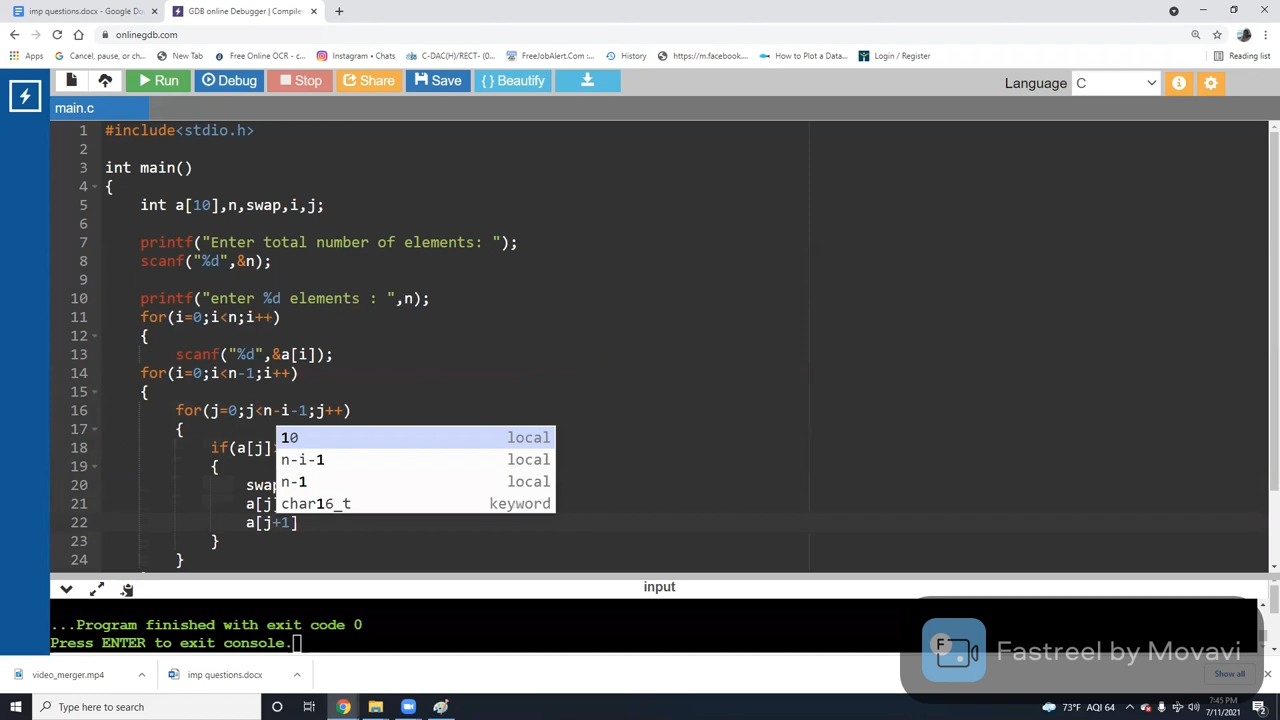 imp questions.docx - Google Do
GDB online Debugger | Compiler
onlinegdb.com
Apps
Cancel, pause, or ch...
New Tab
Free Online OCR - c...
Instagram • Chats
C-DAC(H)/RECT- (0...
FreeJobAlert.Com :...
History
https://m.facebook...
How to Plot a Data...
Login / Register
Reading list
Run
Debug
Stop
Share
Save
{ } Beautify
Language C
main.c
1 #include<stdio.h>
2
3 int main()
4 {
5 int a[10],n,swap,i,j;
6
7 printf("Enter total number of elements: ");
8 scanf("%d",&n);
9
10 printf("enter %d elements : ",n);
11 for(i=0;i<n;i++)
12 {
13 scanf("%d",&a[i]);
14 for(i=0;i<n-1;i++)
15 {
16 for(j=0;j<n-i-1;j++)
17 {
10 local
18 if(a[j]
n-i-1 local
19 {
n-1 local
20 swap
21 a[j]
char16_t keyword
22 a[j+1]
23 }
24 }
input
...Program finished with exit code 0
Press ENTER to exit console.
Fastreel by Movavi
video_merger.mp4
imp questions.docx
Show all
Type here to search
73°F AQI 84
7:45 PM
7/11/2021
2